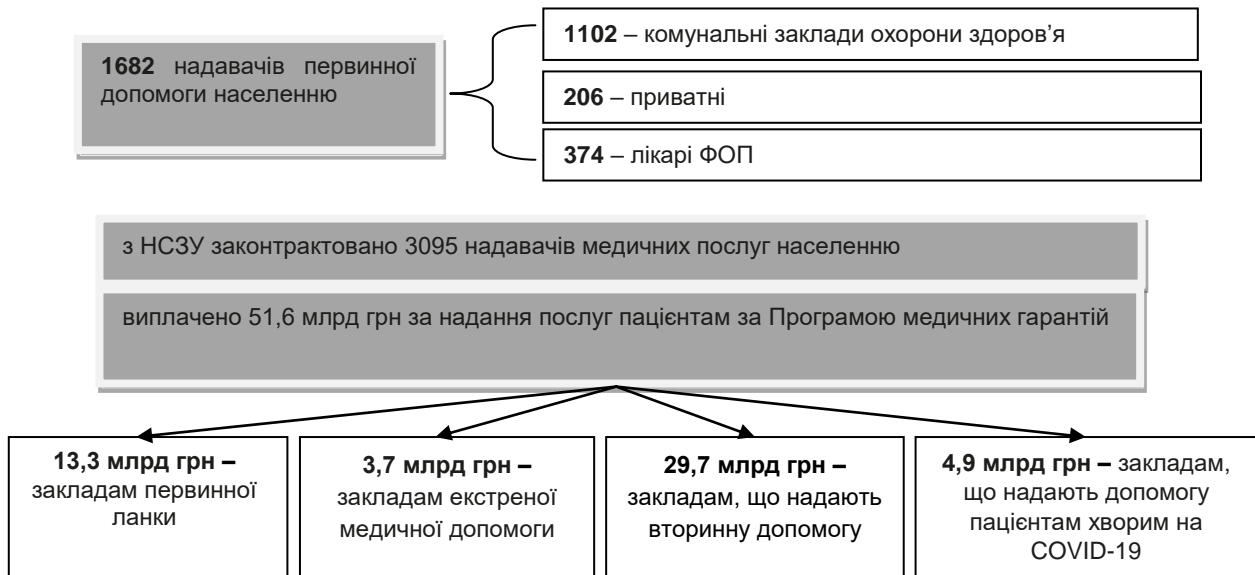 1682 надавачів первинної
допомоги населенню
1102 – комунальні заклади охорони здоров’я
206 – приватні
374 – лікарі ФОП
з НСЗУ законтрактовано 3095 надавачів медичних послуг населенню
виплачено 51,6 млрд грн за надання послуг пацієнтам за Програмою медичних гарантій
13,3 млрд грн –
закладам первинної
ланки
3,7 млрд грн –
закладам екстреної
медичної допомоги
29,7 млрд грн –
закладам, що надають
вторинну допомогу
4,9 млрд грн – закладам,
що надають допомогу
пацієнтам хворим на
COVID-19